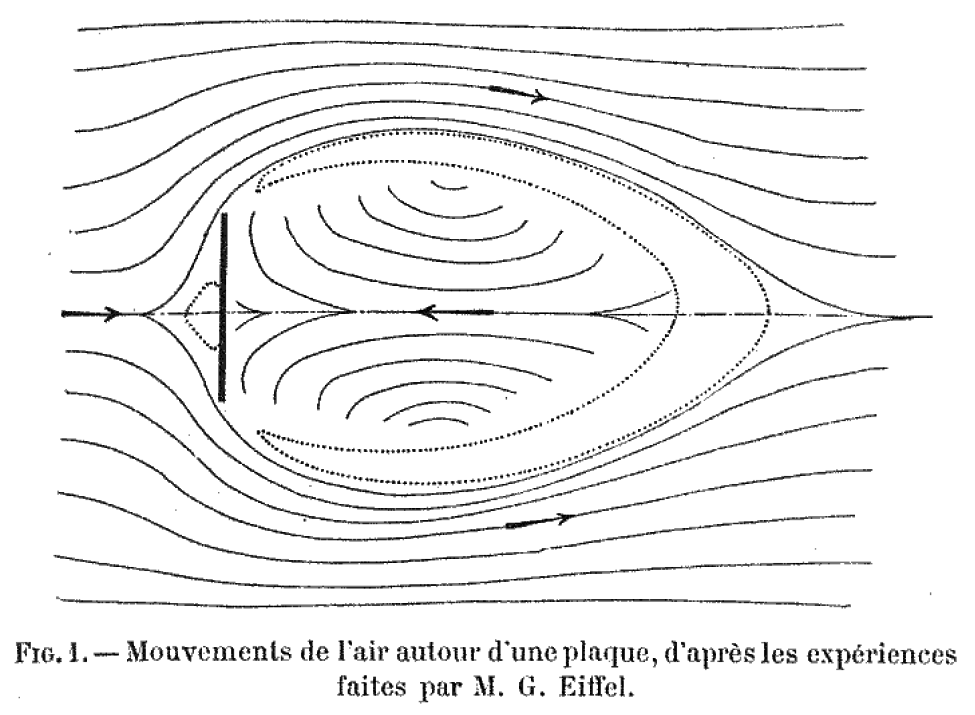 FIG. 1. — Mouvements de l'air autour d'une plaque, d'après les expériences
faites par M. G. Eiffel.